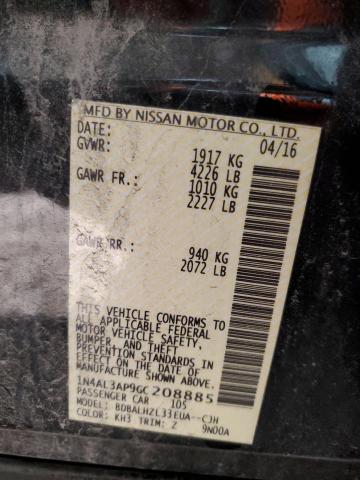 MFD BY NISSAN MOTOR CO., LTD.
DATE: 04/16
GVWR: 1917 KG
4226 LB
GAWR FR.: 1010 KG
2227 LB
GAWR RR.: 940 KG
2072 LB
THIS VEHICLE CONFORMS TO
ALL APPLICABLE FEDERAL
MOTOR VEHICLE SAFETY,
BUMPER, AND THEFT
PREVENTION STANDARDS IN
EFFECT ON THE DATE OF
MANUFACTURE SHOWN ABOVE.
1N4AL3AP9GC208885
PASSENGER CAR 105
MODEL: BDBALHZL33EUA--CJH
COLOR: KH3 TRIM: Z 9N00A